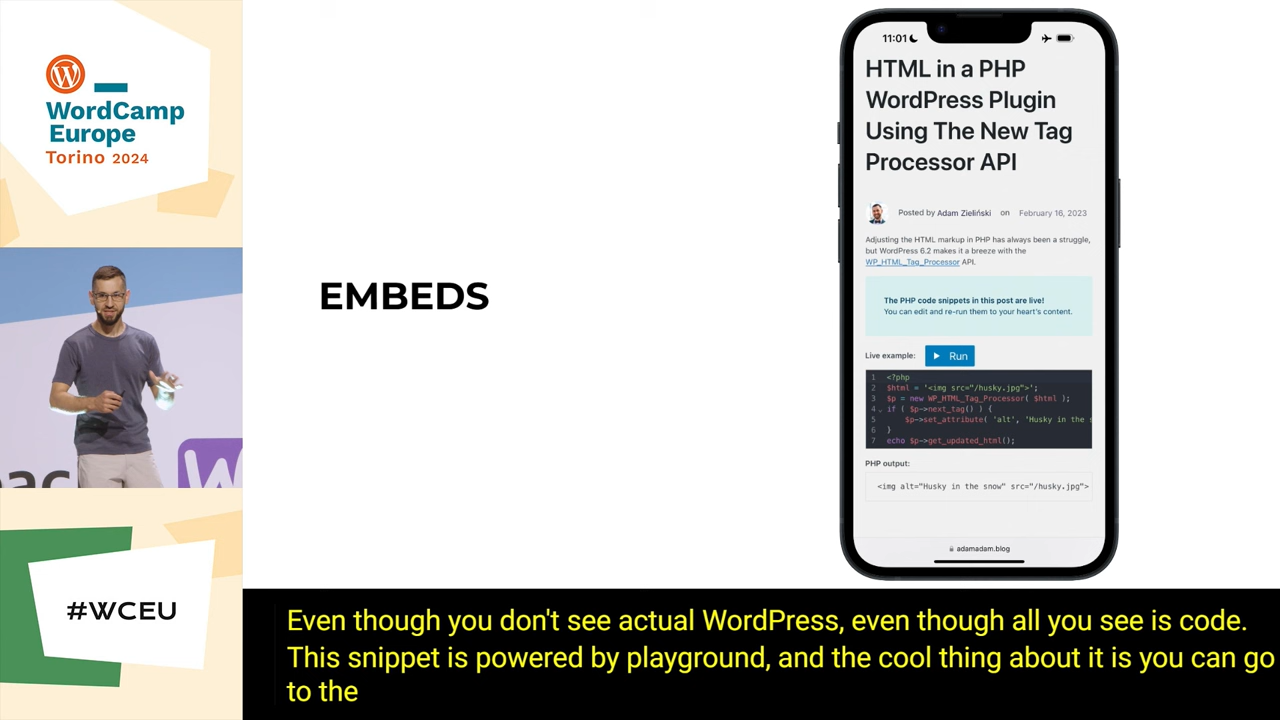 WordCamp
Europe
Torino 2024
#WCEU
EMBEDS
11:01
HTML in a PHP
WordPress Plugin
Using The New Tag
Processor API
Posted by Adam Zieliński on February 16, 2023
Adjusting the HTML markup in PHP has always been a struggle,
but WordPress 6.2 makes it a breeze with the
WP_HTML_Tag_Processor API.
The PHP code snippets in this post are live!
You can edit and re-run them to your heart's content.
Live example: Run
1 <?php
2 $html = '<img src="/husky.jpg">';
3 $p = new WP_HTML_Tag_Processor( $html );
4 if ( $p->next_tag() ) {
5 $p->set_attribute( 'alt', 'Husky in the s
6 }
7 echo $p->get_updated_html();
PHP output:
<img alt="Husky in the snow" src="/husky.jpg">
adamadam.blog
Even though you don't see actual WordPress, even though all you see is code.
This snippet is powered by playground, and the cool thing about it is you can go
to the